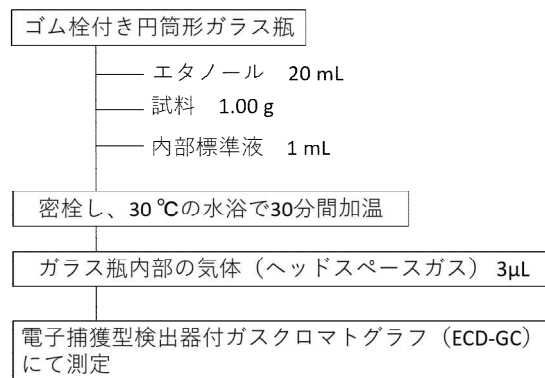 ゴム栓付き円筒形ガラス瓶
エタノール 20 mL
試料 1.00 g
内部標準液 1 mL
密栓し、30 ℃の水浴で30分間加温
ガラス瓶内部の気体（ヘッドスペースガス） 3μL
電子捕獲型検出器付ガスクロマトグラフ（ECD-GC）
にて測定